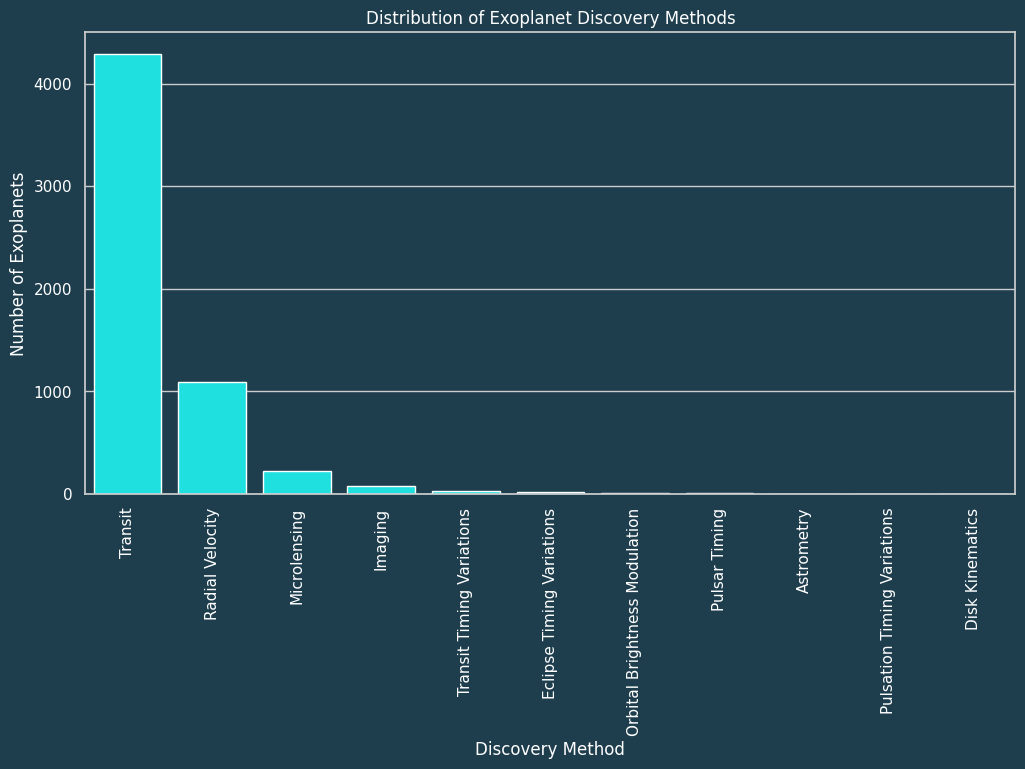 Distribution of Exoplanet Discovery Methods
Number of Exoplanets
4000
3000
2000
1000
0
Transit
Radial Velocity
Microlensing
Imaging
Transit Timing Variations
Eclipse Timing Variations
Orbital Brightness Modulation
Pulsar Timing
Astrometry
Pulsation Timing Variations
Disk Kinematics
Discovery Method